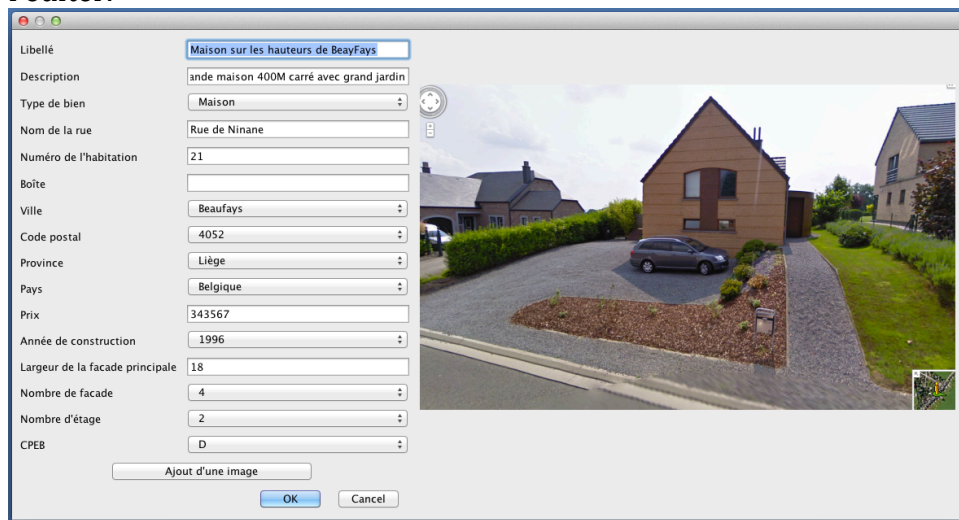 Libellé Maison sur les hauteurs de BeayFays
Description ande maison 400M carré avec grand jardin
Type de bien Maison
Nom de la rue Rue de Ninane
Numéro de l'habitation 21
Boîte
Ville Beaufays
Code postal 4052
Province Liège
Pays Belgique
Prix 343567
Année de construction 1996
Largeur de la facade principale 18
Nombre de facade 4
Nombre d'étage 2
CPEB D
Ajout d'une image
OK Cancel